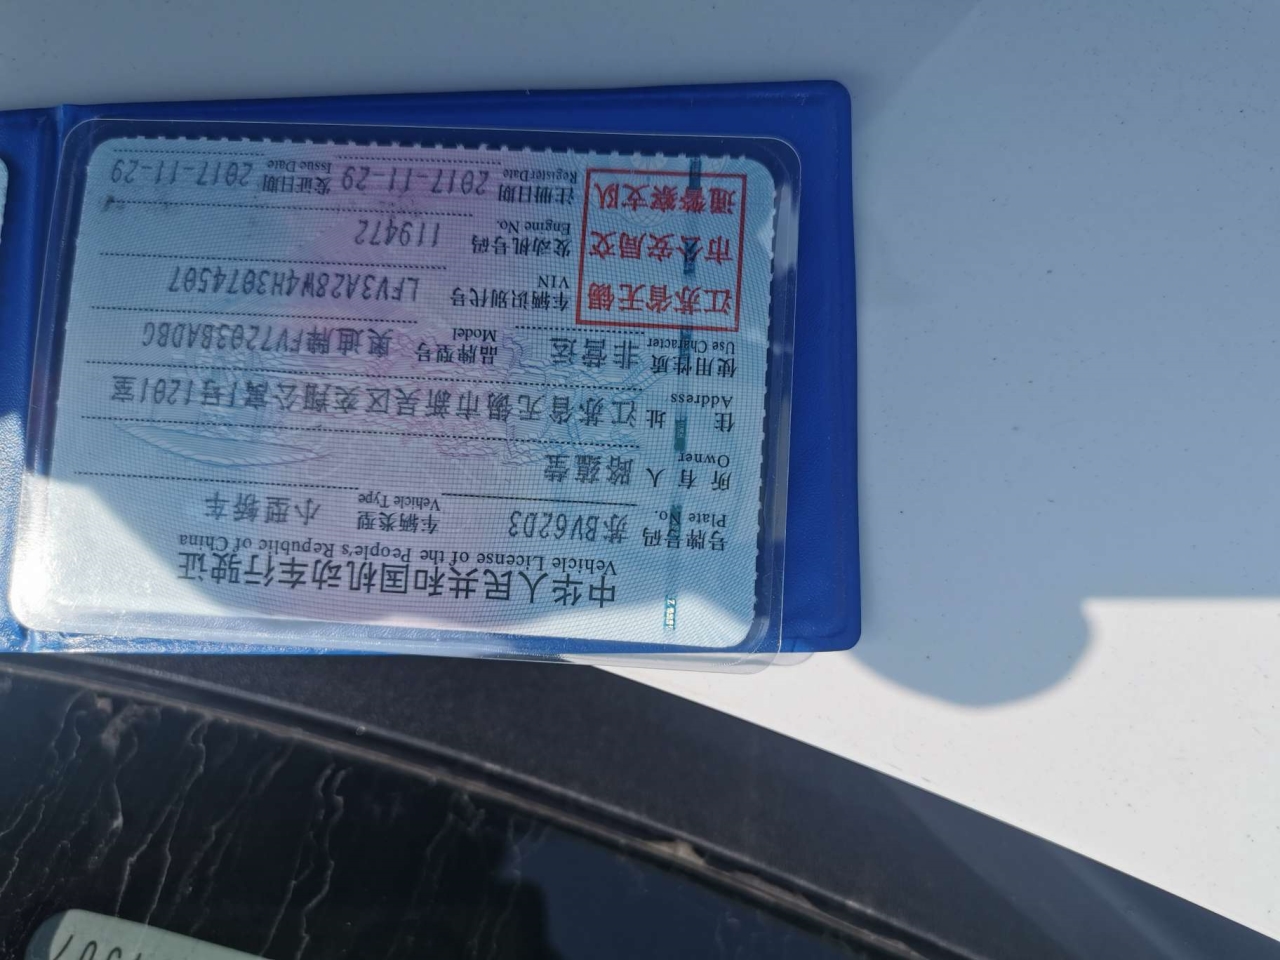 中华人民共和国机动车行驶证
Vehicle License of the People's Republic of China
号牌号码 苏BV62D3 车辆类型 小型轿车
Plate No. Vehicle Type
所有人 路蕴莹
Owner
住址 江苏省无锡市新吴区奕翔公寓1号1201室
Address
使用性质 非营运 品牌型号 奥迪牌FV7203BADBG
Use Character Model
江苏省无锡
市公安局交
通警察支队
车辆识别代号 LFV3A28W4H3074507
VIN
发动机号码 119472
Engine No.
注册日期 2017-11-29 发证日期 2017-11-29
Register Date Issue Date